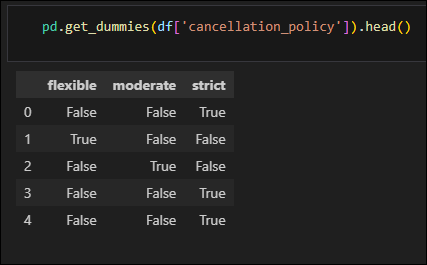 pd.get_dummies(df['cancellation_policy']).head()
flexible moderate strict
0 False False True
1 True False False
2 False True False
3 False False True
4 False False True